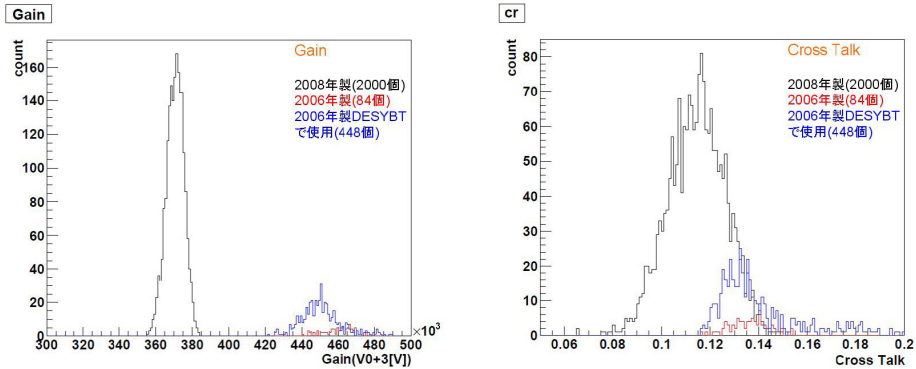 Gain
count
Gain
2008年製(2000個)
2006年製(84個)
2006年製DESYBT
で使用(448個)
160
140
120
100
80
60
40
20
0
300 320 340 360 380 400 420 440 460 480 500
×10³
Gain(V0+3[V])
cr
count
Cross Talk
2008年製(2000個)
2006年製(84個)
2006年製DESYBT
で使用(448個)
80
70
60
50
40
30
20
10
0
0.06 0.08 0.1 0.12 0.14 0.16 0.18 0.2
Cross Talk